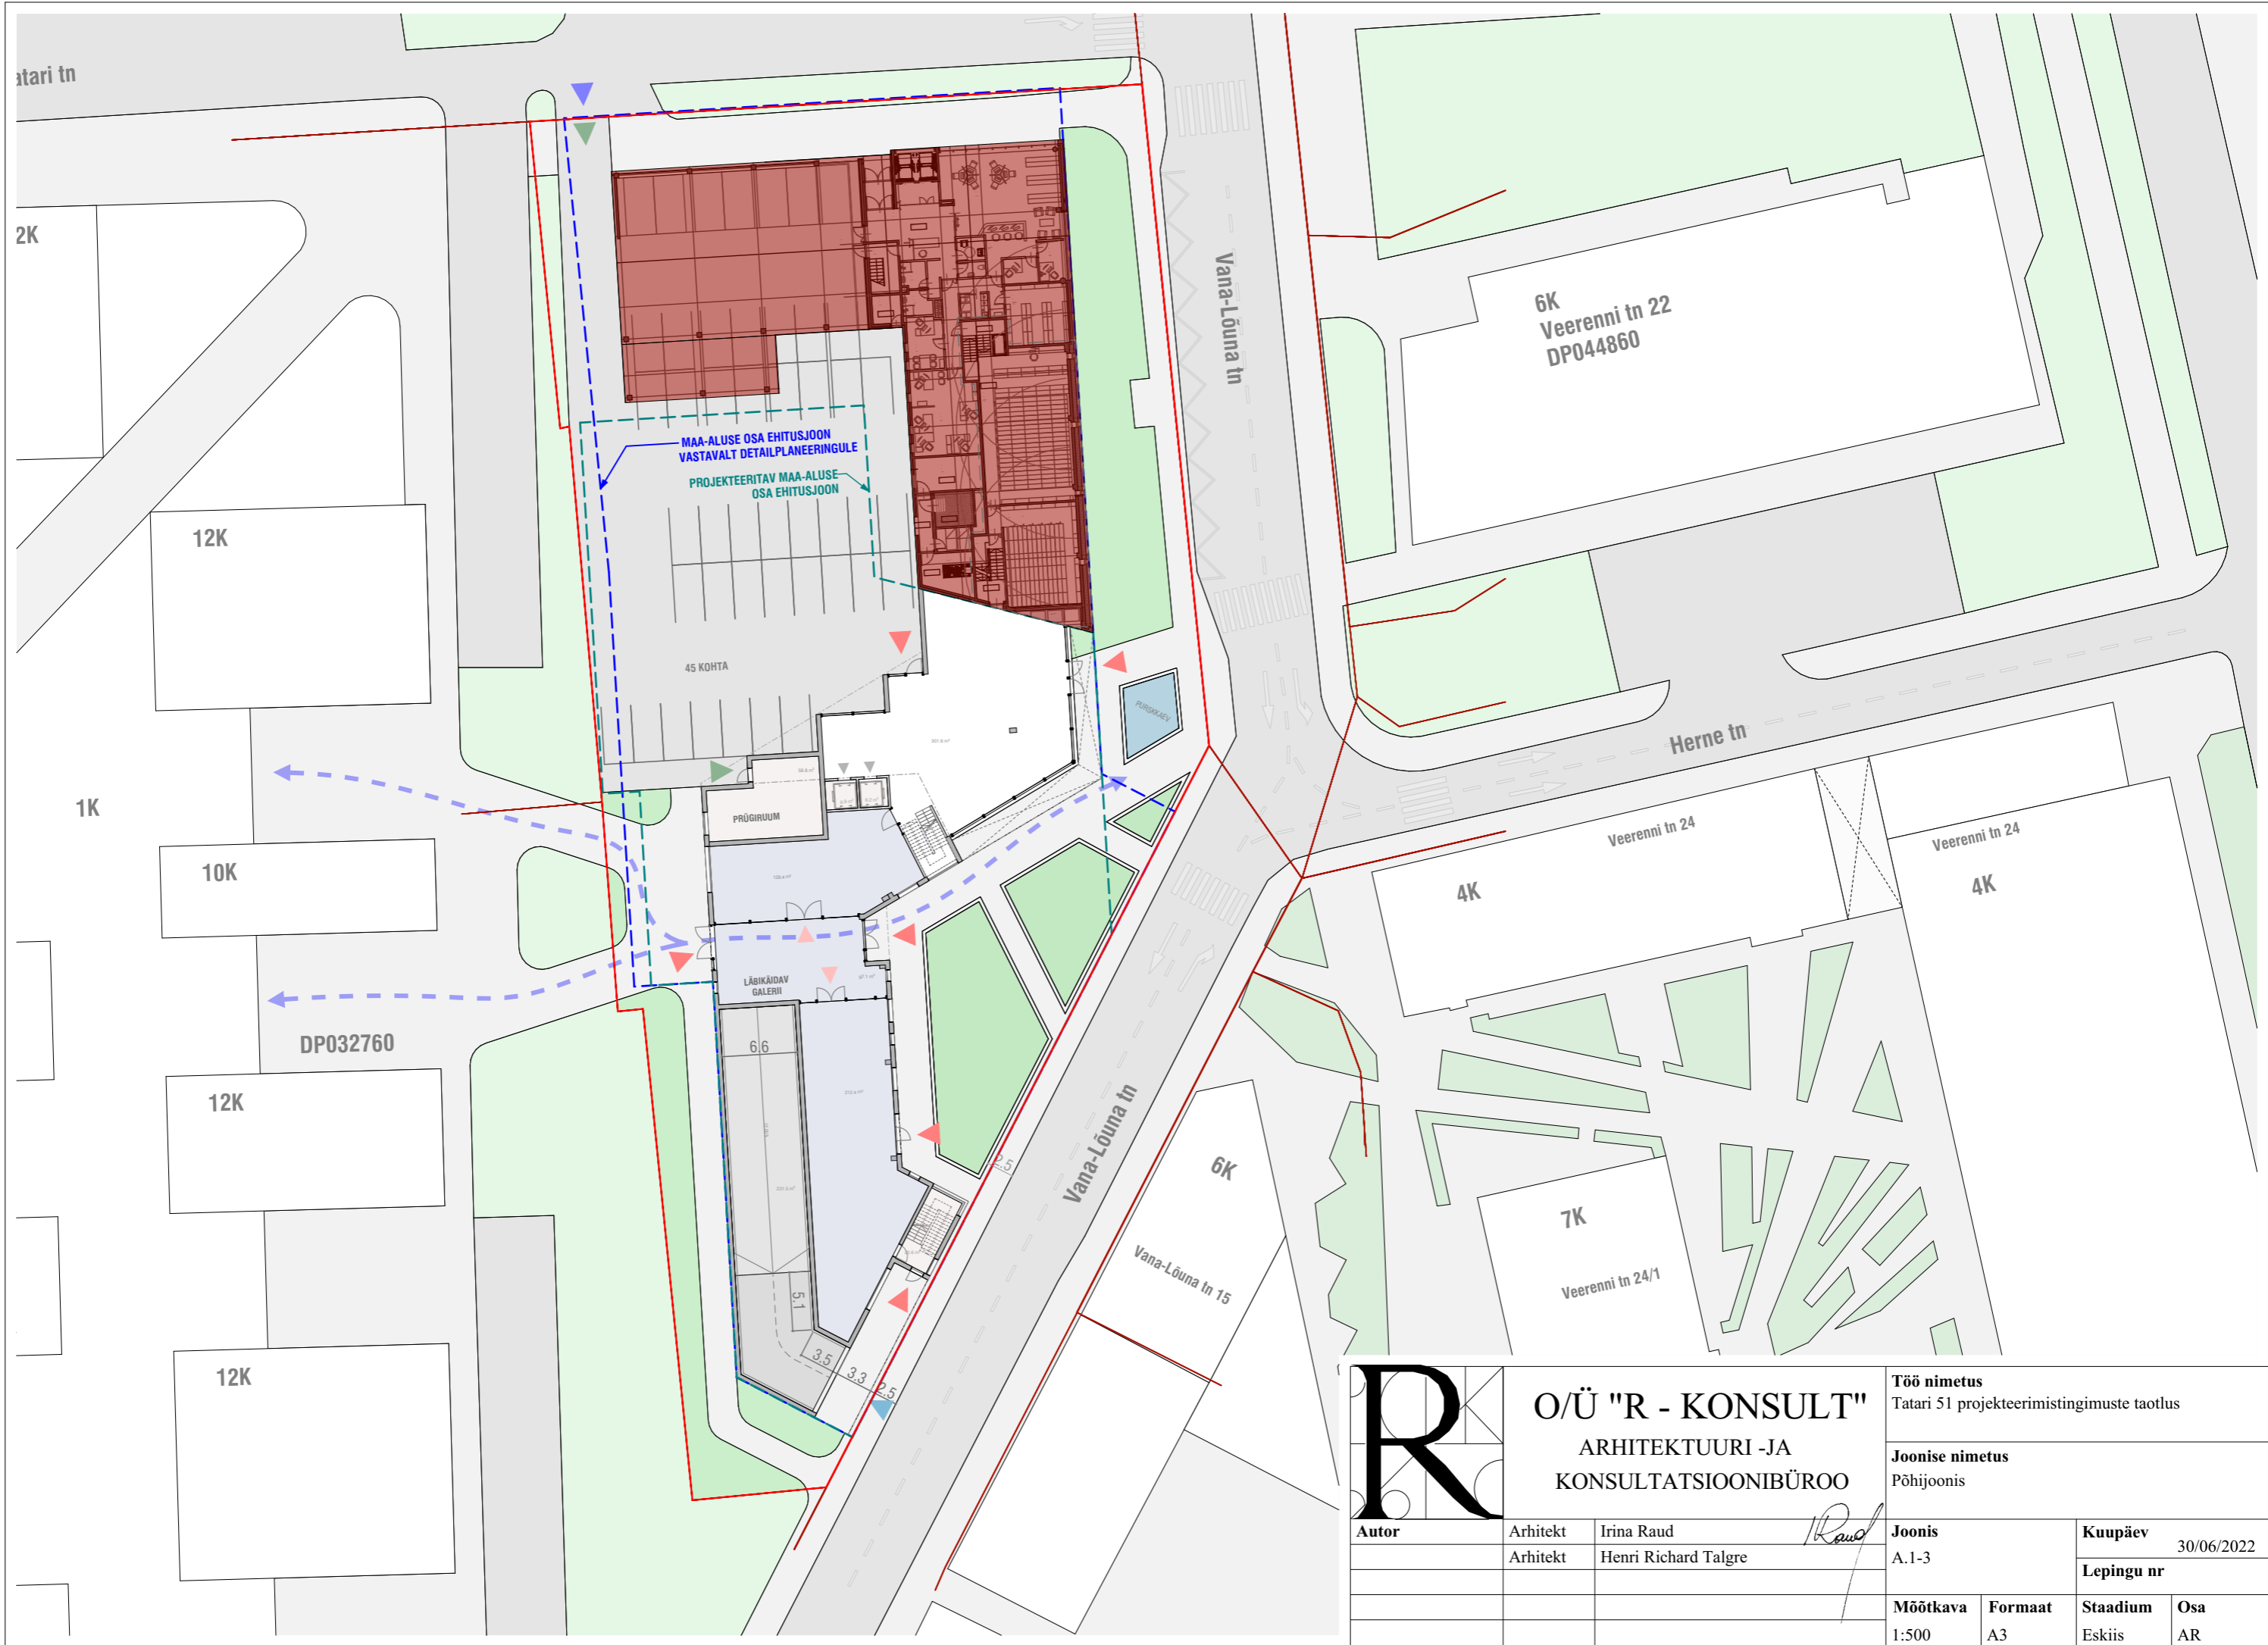 atari tn
2K
12K
1K
10K
DP032760
12K
12K
MAA-ALUSE OSA EHITUSJOON
VASTAVALT DETAILPLANEERINGULE
PROJEKTEERITAV MAA-ALUSE
OSA EHITUSJOON
45 KOHTA
PRÜGIRUUM
LÄBIKÄIDAV
GALERII
PURSKKAEV
6.6
5.1
3.5
3.3
2.5
2.5
Vana-Lõuna tn
6K
Veerenni tn 22
DP044860
Herne tn
Veerenni tn 24
4K
Veerenni tn 24
4K
Vana-Lõuna tn
6K
Vana-Lõuna tn 15
7K
Veerenni tn 24/1
R
O/Ü "R - KONSULT"
ARHITEKTUURI -JA
KONSULTATSIOONIBÜROO
Töö nimetus
Tatari 51 projekteerimistingimuste taotlus
Joonise nimetus
Põhijoonis
Autor
Arhitekt Irina Raud
Arhitekt Henri Richard Talgre
Joonis
A.1-3
Kuupäev
30/06/2022
Lepingu nr
Mõõtkava Formaat Staadium Osa
1:500 A3 Eskiis AR